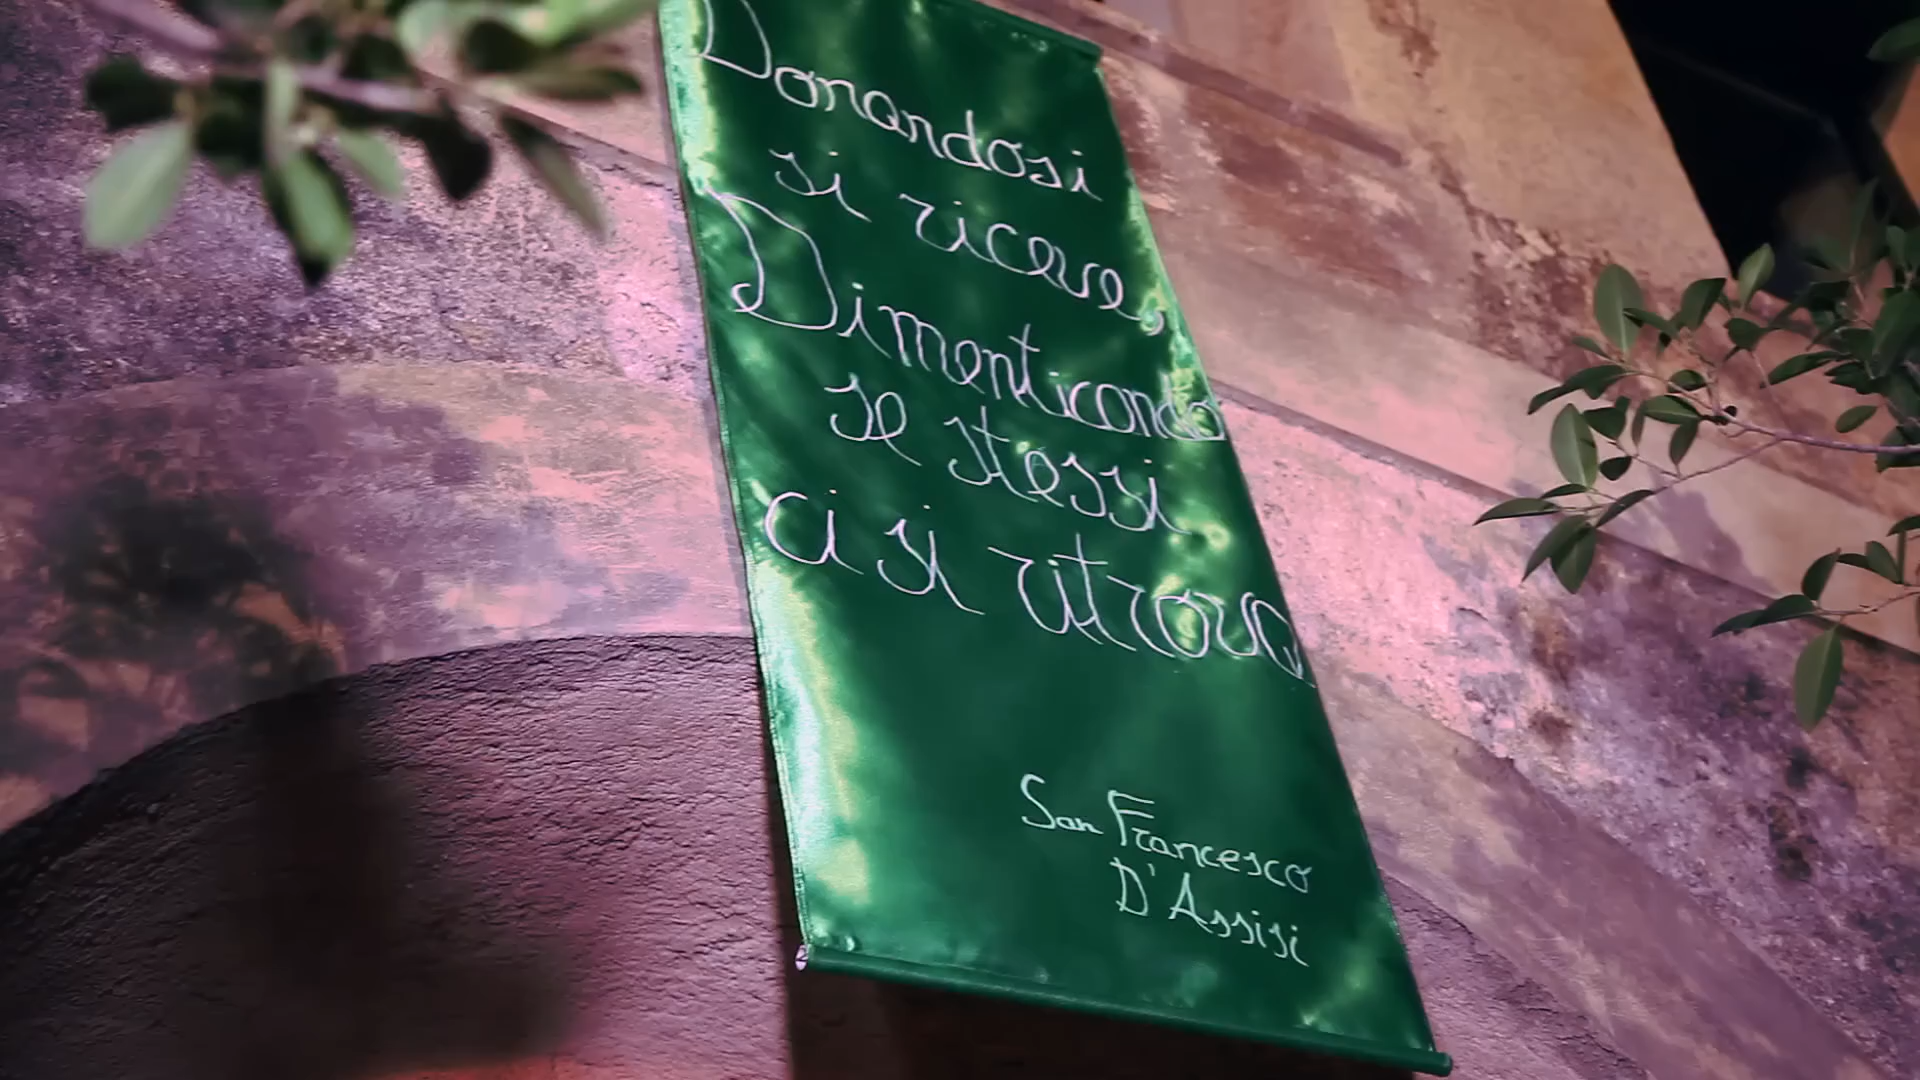 Donandosi
si riceve,
Dimenticando
se stessi
ci si ritrova
San Francesco
D'Assisi